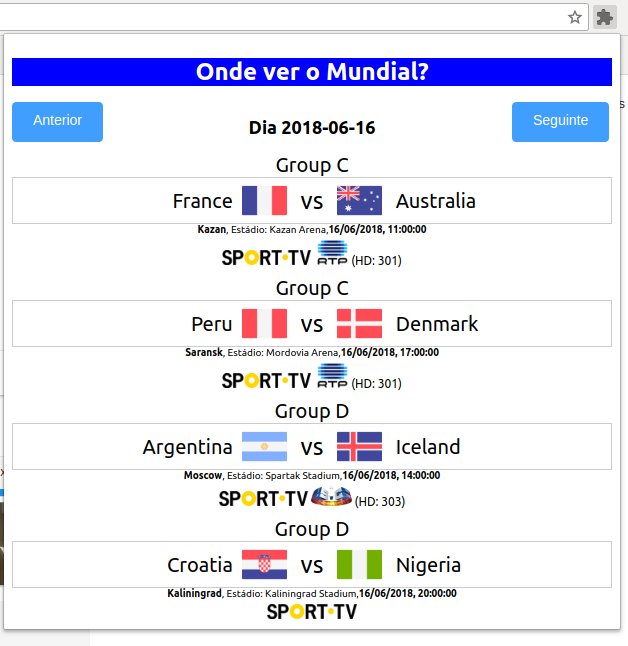 Onde ver o Mundial?
Anterior
Dia 2018-06-16
Seguinte
Group C
France vs Australia
Kazan, Estádio: Kazan Arena,16/06/2018, 11:00:00
SPORT·TV RTP (HD: 301)
Group C
Peru vs Denmark
Saransk, Estádio: Mordovia Arena,16/06/2018, 17:00:00
SPORT·TV RTP (HD: 301)
Group D
Argentina vs Iceland
Moscow, Estádio: Spartak Stadium,16/06/2018, 14:00:00
SPORT·TV (HD: 303)
Group D
Croatia vs Nigeria
Kaliningrad, Estádio: Kaliningrad Stadium,16/06/2018, 20:00:00
SPORT·TV